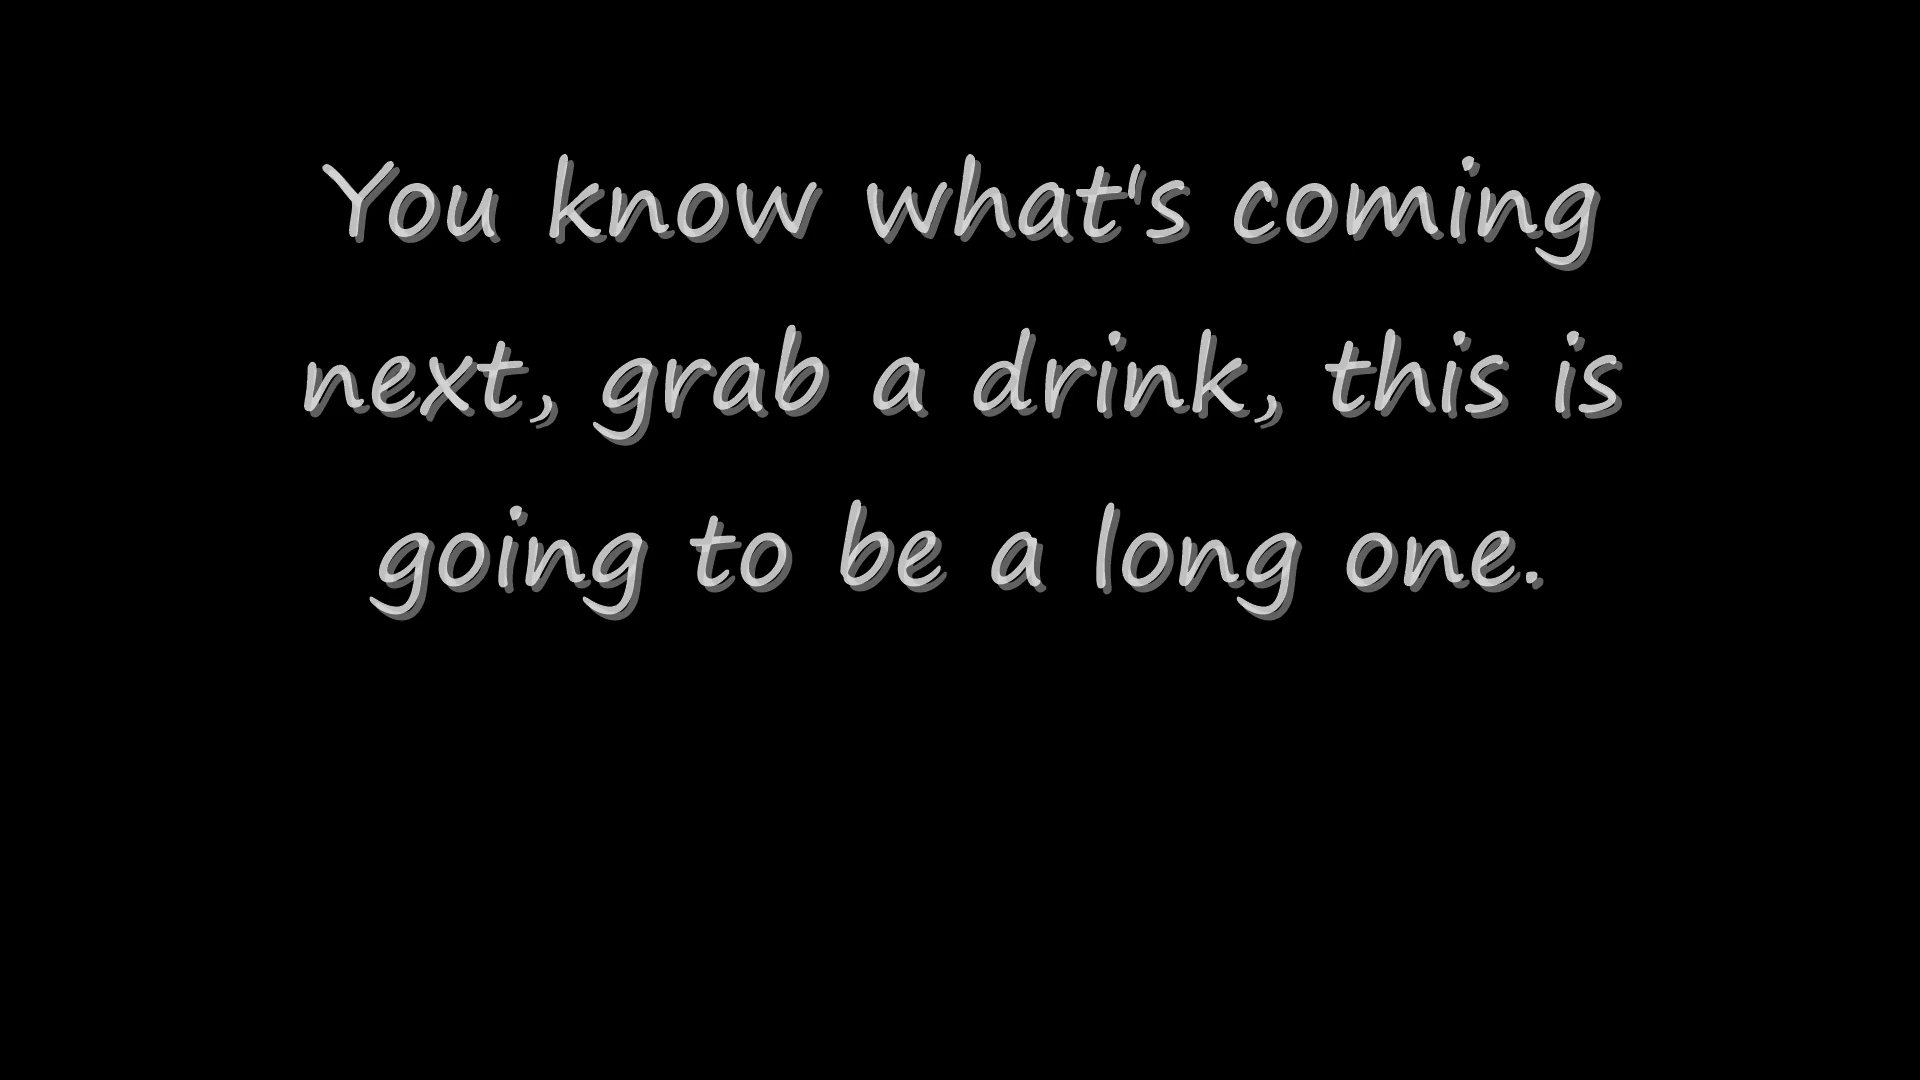 You know what's coming
next, grab a drink, this is
going to be a long one.